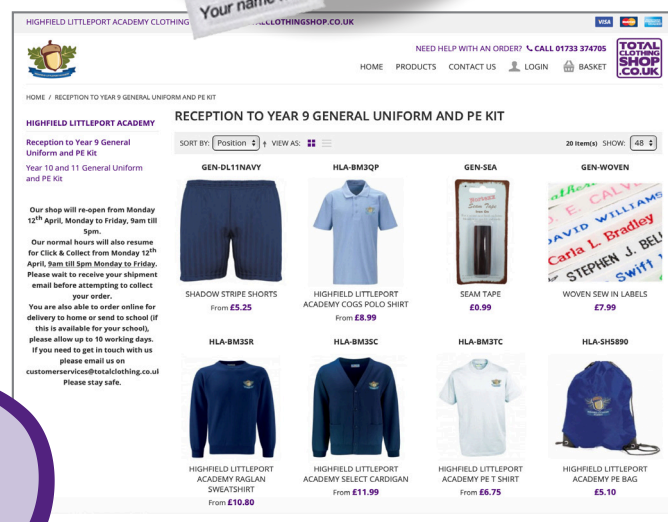 Your name
HIGHFIELD LITTLEPORT ACADEMY CLOTHING
CLOTHINGSHOP.CO.UK
VISA
NEED HELP WITH AN ORDER? CALL 01733 374705
TOTAL
CLOTHING
SHOP
.CO.UK
HOME PRODUCTS CONTACT US LOGIN BASKET
HOME / RECEPTION TO YEAR 9 GENERAL UNIFORM AND PE KIT
HIGHFIELD LITTLEPORT ACADEMY
Reception to Year 9 General
Uniform and PE Kit
Year 10 and 11 General Uniform
and PE Kit
Our shop will re-open from Monday
12th April, Monday to Friday, 9am till
5pm.
Our normal hours will also resume
for Click & Collect from Monday 12th
April, 9am till 5pm Monday to Friday.
Please wait to receive your shipment
email before attempting to collect
your order.
You are also able to order online for
delivery to home or send to school (if
this is available for your school),
please allow up to 10 working days.
If you need to get in touch with us
please email us on
customerservices@totalclothing.co.uk
Please stay safe.
RECEPTION TO YEAR 9 GENERAL UNIFORM AND PE KIT
SORT BY: Position VIEW AS:
20 Item(s) SHOW: 48
GEN-DL11NAVY
SHADOW STRIPE SHORTS
From £5.25
HLA-BM3QP
HIGHFIELD LITTLEPORT
ACADEMY COGS POLO SHIRT
From £8.99
GEN-SEA
Seam Tape
SEAM TAPE
£0.99
GEN-WOVEN
J. E. CALV
DAVID WILLIAMS
Carla L. Bradley
STEPHEN J. BELL
Swift
WOVEN SEW IN LABELS
£7.99
HLA-BM3SR
HIGHFIELD LITTLEPORT
ACADEMY RAGLAN
SWEATSHIRT
From £10.80
HLA-BM3SC
HIGHFIELD LITTLEPORT
ACADEMY SELECT CARDIGAN
From £11.99
HLA-BM3TC
HIGHFIELD LITTLEPORT
ACADEMY PE T SHIRT
From £6.75
HLA-SH5890
HIGHFIELD LITTLEPORT
ACADEMY PE BAG
£5.10